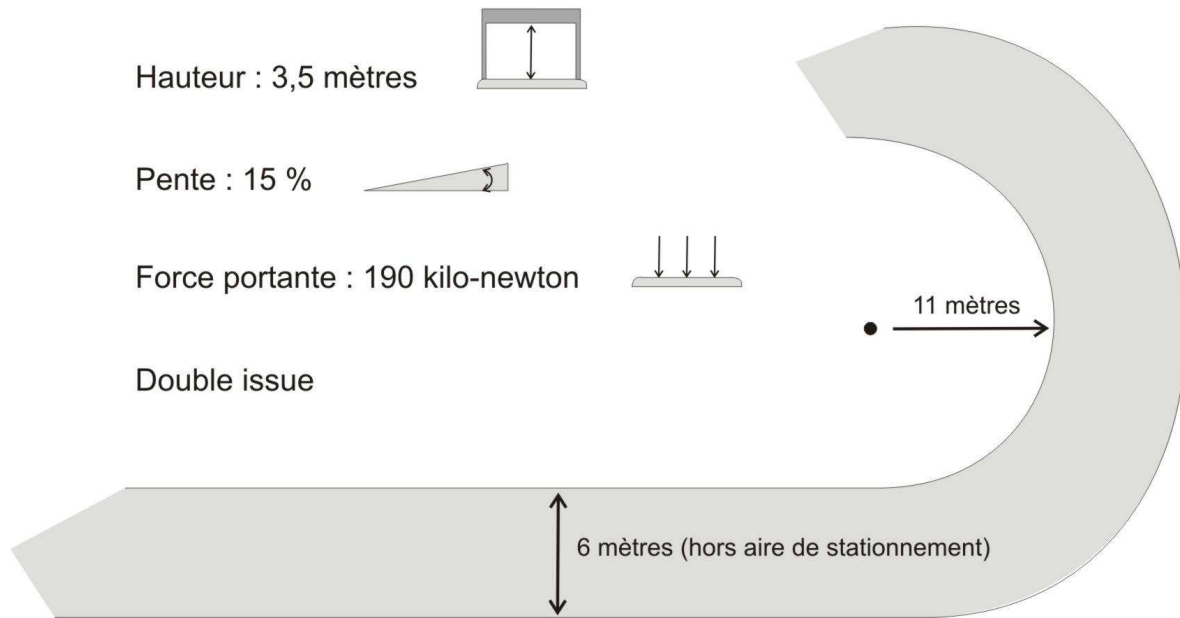 Hauteur : 3,5 mètres
Pente : 15 %
Force portante : 190 kilo-newton
11 mètres
Double issue
6 mètres (hors aire de stationnement)